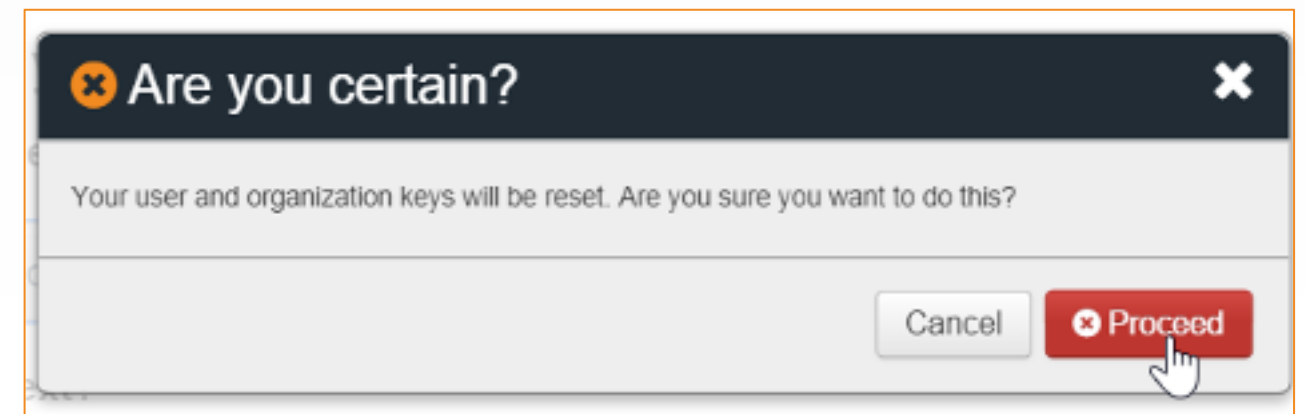 Are you certain?
Your user and organization keys will be reset. Are you sure you want to do this?
Cancel
Proceed